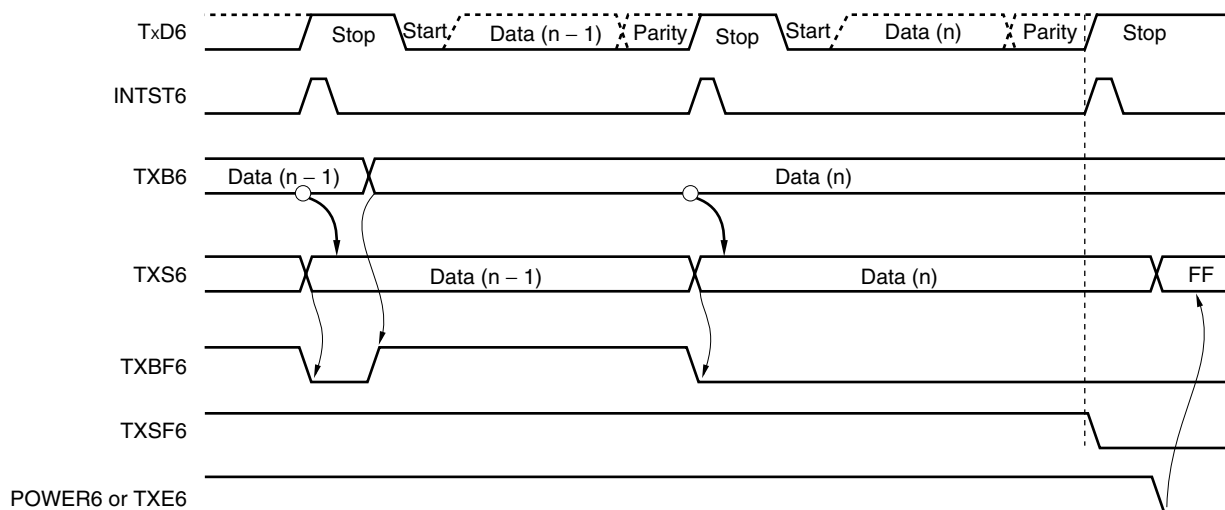 TxD6 Stop Start Data (n – 1) Parity Stop Start Data (n) Parity Stop
INTST6
TXB6 Data (n – 1) Data (n)
TXS6 Data (n – 1) Data (n) FF
TXBF6
TXSF6
POWER6 or TXE6